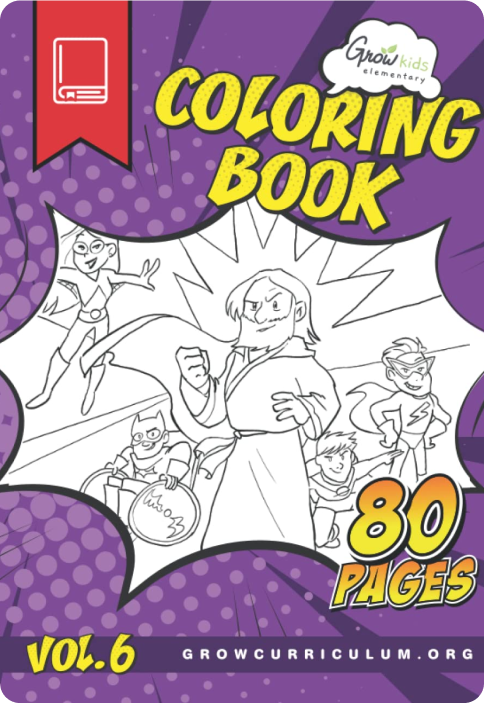 Grow kids
elementary
COLORING
BOOK
80
PAGES
VOL.6
GROWCURRICULUM.ORG